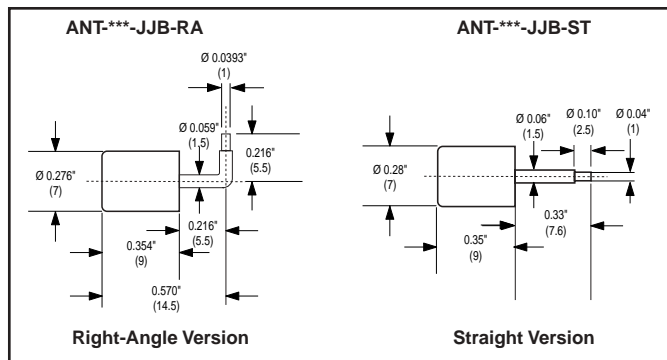 ANT-***-JJB-RA
Ø 0.0393"
(1)
Ø 0.059"
(1.5)
0.216"
(5.5)
Ø 0.276"
(7)
0.216"
(5.5)
0.354"
(9)
0.570"
(14.5)
Right-Angle Version
ANT-***-JJB-ST
Ø 0.06"
(1.5)
Ø 0.10"
(2.5)
Ø 0.04"
(1)
Ø 0.28"
(7)
0.33"
(7.6)
0.35"
(9)
Straight Version